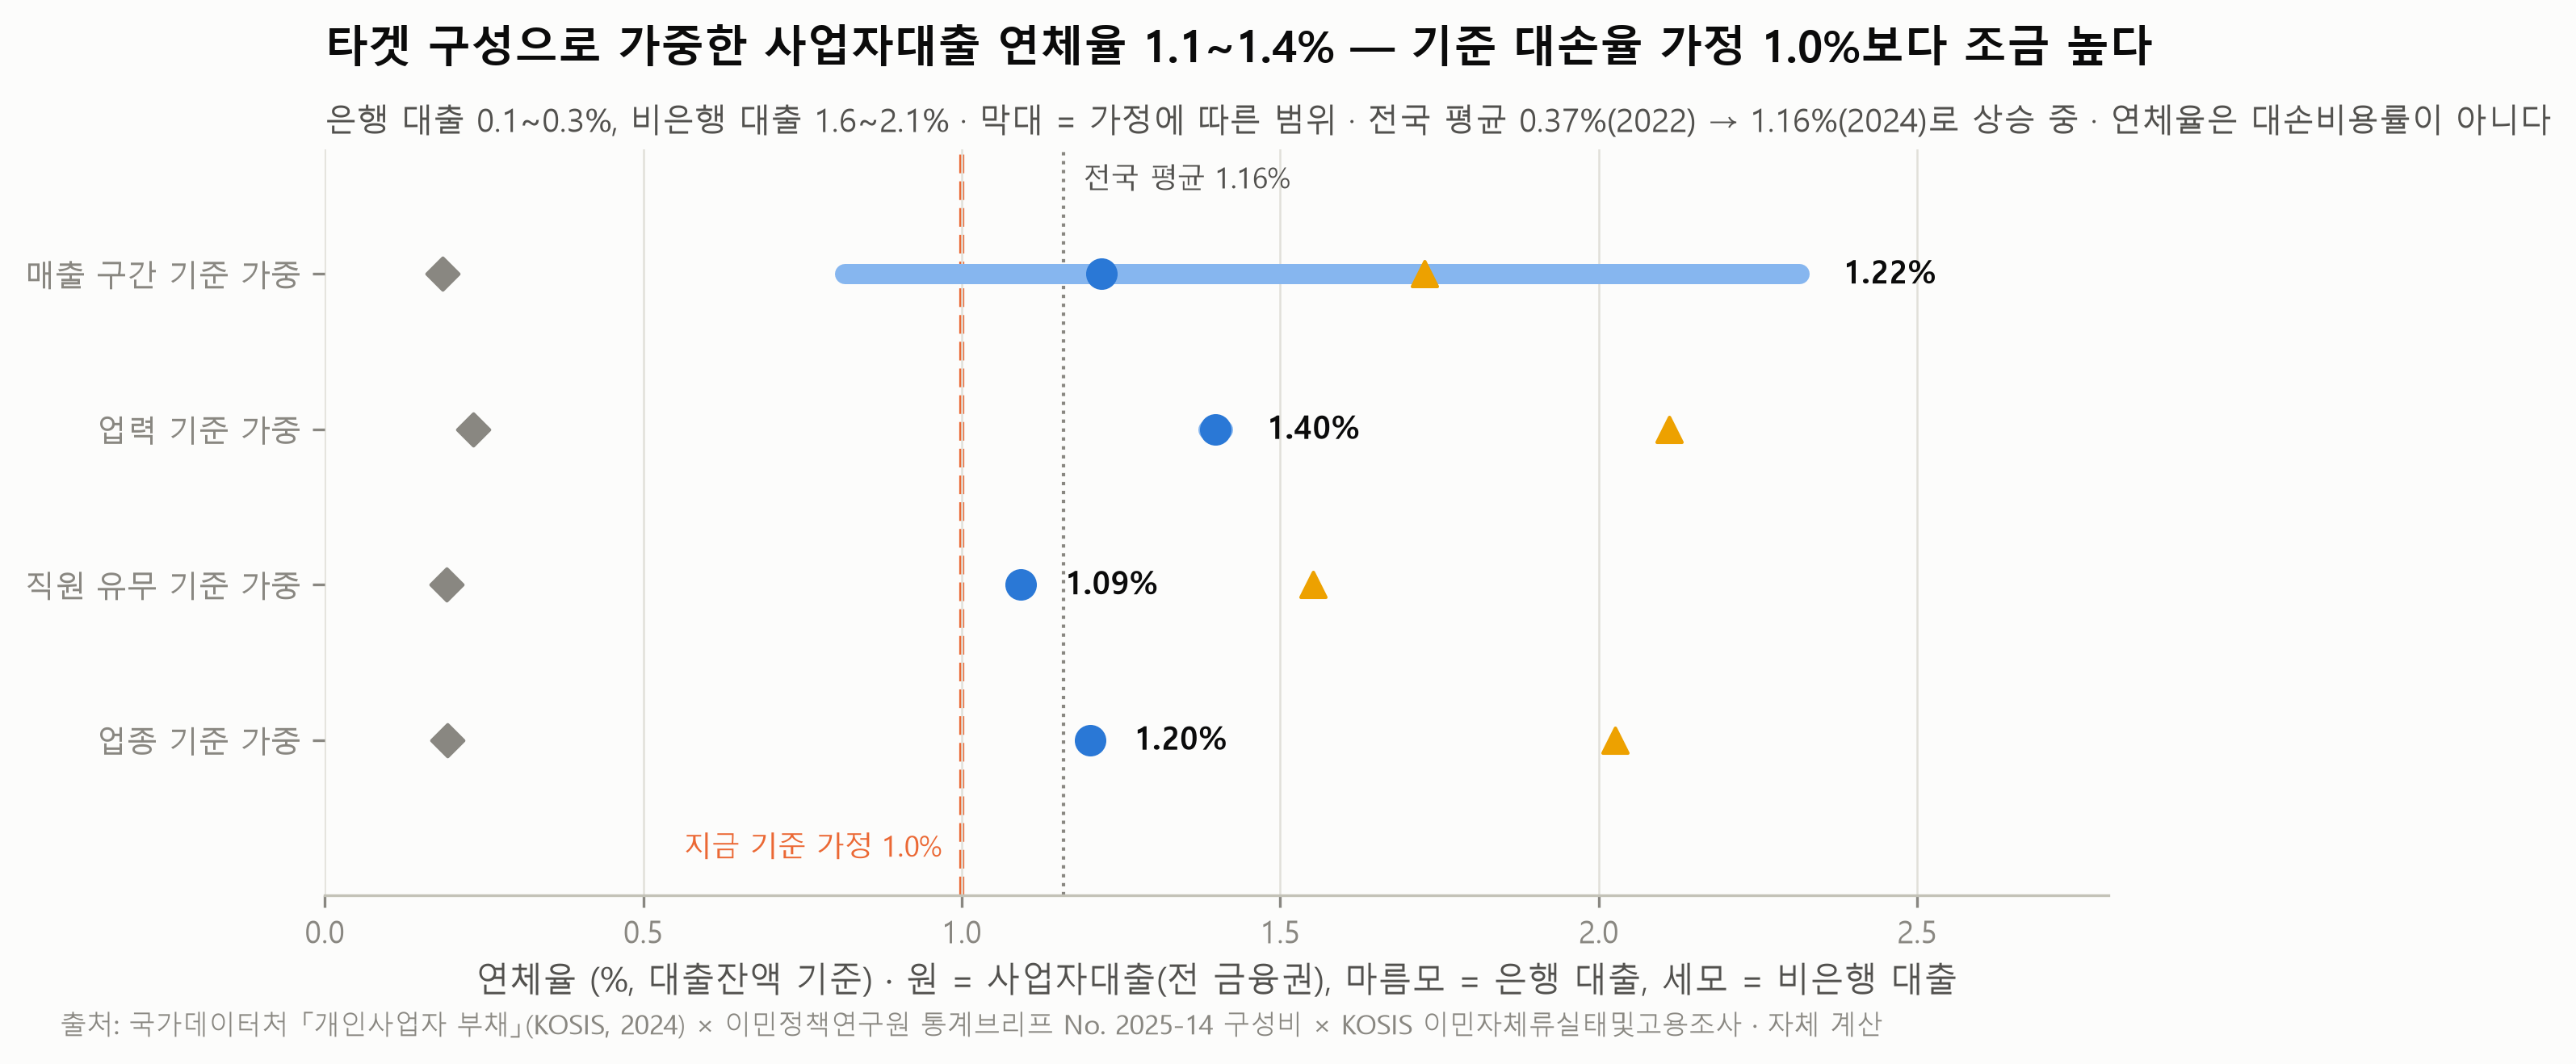 타겟 구성으로 가중한 사업자대출 연체율 1.1~1.4% — 기준 대손율 가정 1.0%보다 조금 높다
은행 대출 0.1~0.3%, 비은행 대출 1.6~2.1% · 막대 = 가정에 따른 범위 · 전국 평균 0.37%(2022) → 1.16%(2024)로 상승 중 · 연체율은 대손비용률이 아니다
전국 평균 1.16%
매출 구간 기준 가중 1.22%
업력 기준 가중 1.40%
직원 유무 기준 가중 1.09%
업종 기준 가중 1.20%
지금 기준 가정 1.0%
0.0 0.5 1.0 1.5 2.0 2.5
연체율 (%, 대출잔액 기준) · 원 = 사업자대출(전 금융권), 마름모 = 은행 대출, 세모 = 비은행 대출
출처: 국가데이터처 「개인사업자 부채」(KOSIS, 2024) × 이민정책연구원 통계브리프 No. 2025-14 구성비 × KOSIS 이민자체류실태및고용조사 · 자체 계산